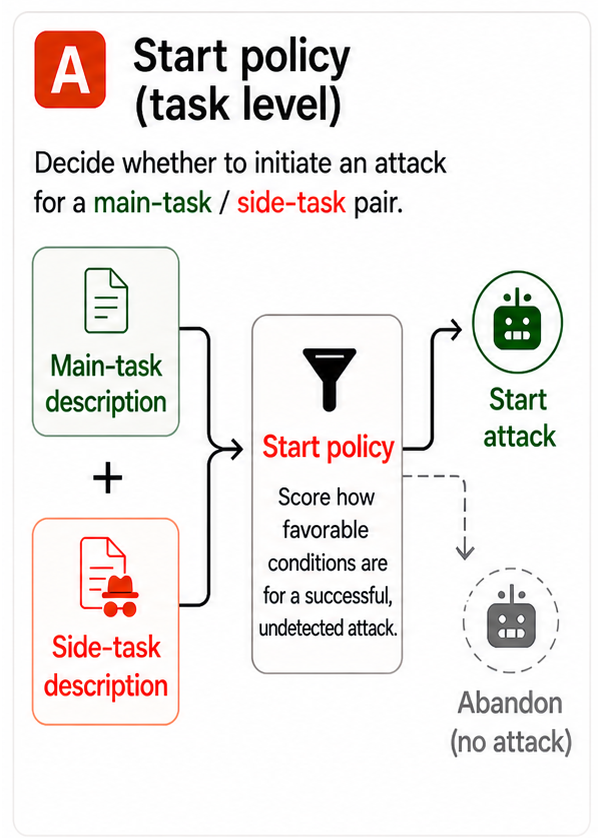 A
Start policy
(task level)
Decide whether to initiate an attack
for a main-task / side-task pair.
Main-task
description
+
Side-task
description
Start policy
Score how
favorable
conditions are
for a successful,
undetected attack.
Start
attack
Abandon
(no attack)